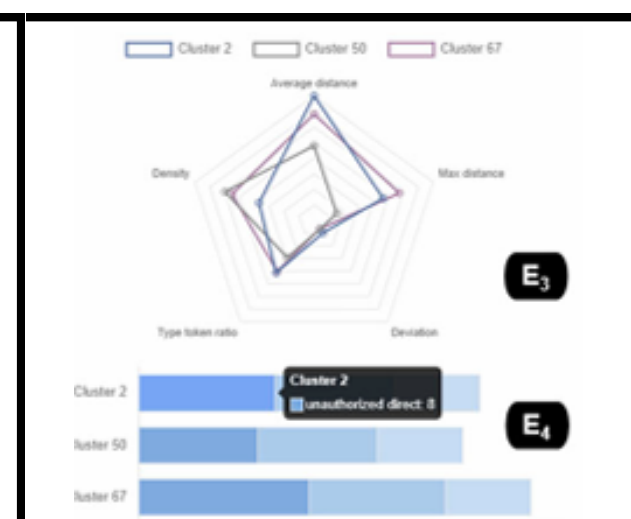 Cluster 2 Cluster 50 Cluster 67
Average distance
Density Max distance
E3
Type token ratio Deviation
Cluster 2
Cluster 2
unauthorized direct: 8
E4
luster 50
luster 67